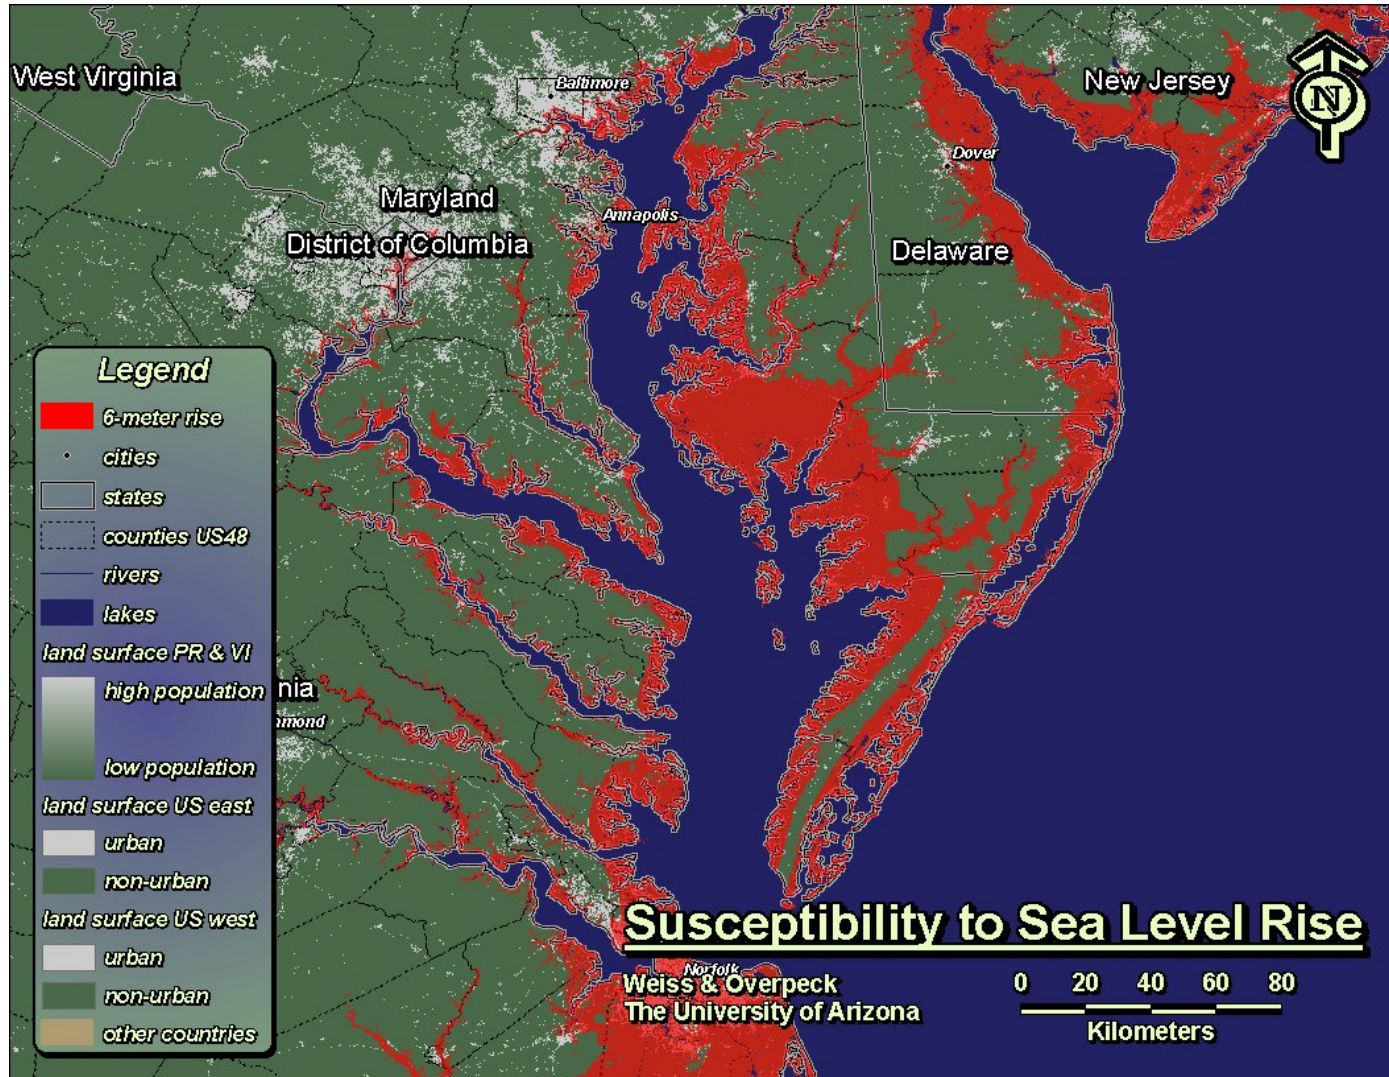 West Virginia
Baltimore
New Jersey
N
Dover
Maryland
Annapolis
District of Columbia
Delaware
Legend
6-meter rise
cities
states
counties US48
rivers
lakes
land surface PR & VI
high population
low population
land surface US east
urban
non-urban
land surface US west
urban
non-urban
other countries
nia
mmond
Susceptibility to Sea Level Rise
Norfolk
Weiss & Overpeck
The University of Arizona
0 20 40 60 80
Kilometers